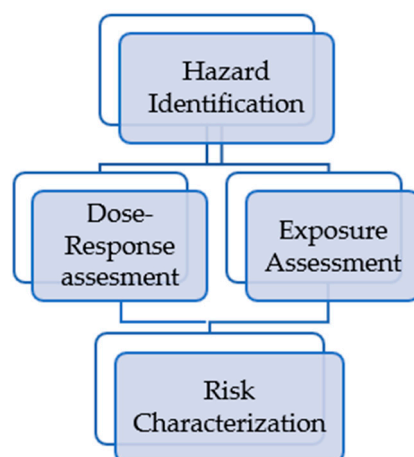 Hazard
Identification
Dose-
Response
assesment
Exposure
Assessment
Risk
Characterization